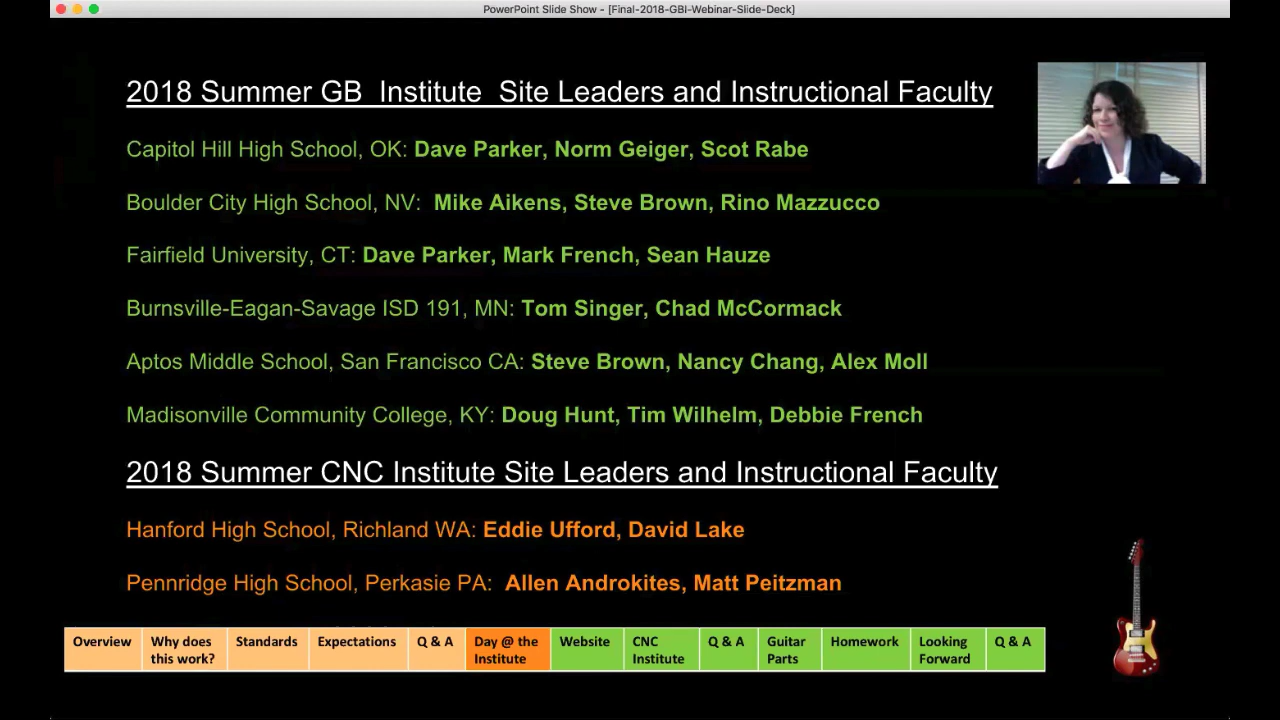 PowerPoint Slide Show - [Final-2018-GBI-Webinar-Slide-Deck]
2018 Summer GB  Institute  Site Leaders and Instructional Faculty
Capitol Hill High School, OK: Dave Parker, Norm Geiger, Scot Rabe
Boulder City High School, NV:  Mike Aikens, Steve Brown, Rino Mazzucco
Fairfield University, CT: Dave Parker, Mark French, Sean Hauze
Burnsville-Eagan-Savage ISD 191, MN: Tom Singer, Chad McCormack
Aptos Middle School, San Francisco CA: Steve Brown, Nancy Chang, Alex Moll
Madisonville Community College, KY: Doug Hunt, Tim Wilhelm, Debbie French
2018 Summer CNC Institute Site Leaders and Instructional Faculty
Hanford High School, Richland WA: Eddie Ufford, David Lake
Pennridge High School, Perkasie PA:  Allen Androkites, Matt Peitzman
Overview
Why does
this work?
Standards
Expectations
Q & A
Day @ the
Institute
Website
CNC
Institute
Q & A
Guitar
Parts
Homework
Looking
Forward
Q & A